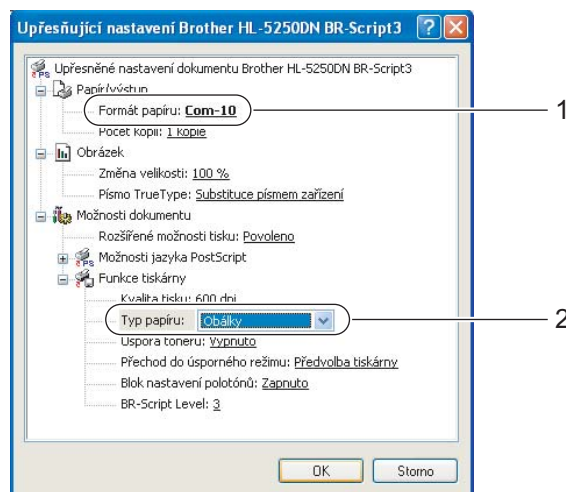 Upřesňující nastavení Brother HL-5250DN BR-Script3
Upřesněné nastavení dokumentu Brother HL-5250DN BR-Script3
Papír/výstup
Formát papíru: Com-10
1
Počet kopií: 1 kopie
Obrázek
Změna velikosti: 100 %
Písmo TrueType: Substituce písmem zařízení
Možnosti dokumentu
Rozšířené možnosti tisku: Povoleno
Možnosti jazyka PostScript
Funkce tiskárny
Kvalita tisku: 600 dpi
Typ papíru: Obálky
2
Úspora toneru: Vypnuto
Přechod do úsporného režimu: Předvolba tiskárny
Blok nastavení polotónů: Zapnuto
BR-Script Level: 3
OK Storno